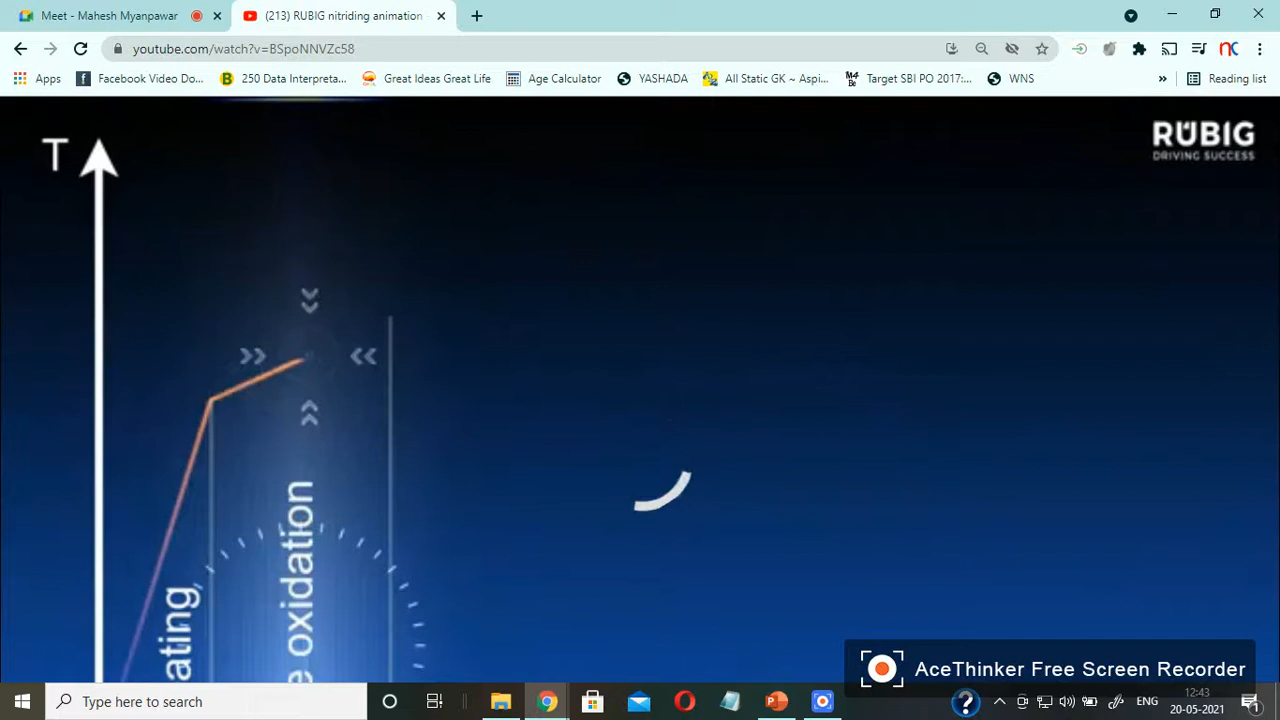 Meet - Mahesh Myanpawar
(213) RUBIG nitriding animation
youtube.com/watch?v=BSpoNNVZc58
Apps
Facebook Video Do...
250 Data Interpreta...
Great Ideas Great Life
Age Calculator
YASHADA
All Static GK ~ Aspi...
Target SBI PO 2017:...
WNS
»
Reading list
T
RÜBIG
DRIVING SUCCESS
ating
e oxidation
AceThinker Free Screen Recorder
Type here to search
ENG
12:43
20-05-2021
1